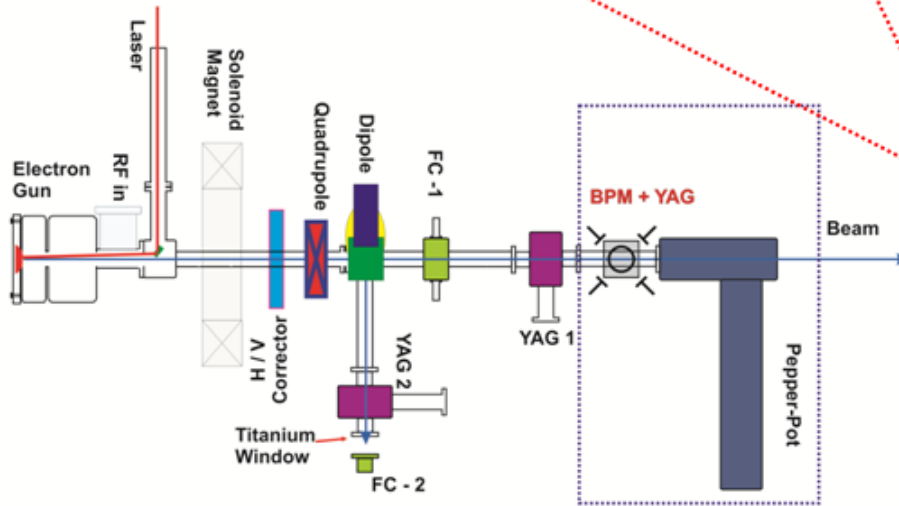 Laser
Solenoid
Magnet
Electron
Gun
RF in
Quadrupole
Dipole
FC -1
BPM + YAG
Beam
V / H
Corrector
YAG 2
YAG 1
Pepper-Pot
Titanium
Window
FC - 2